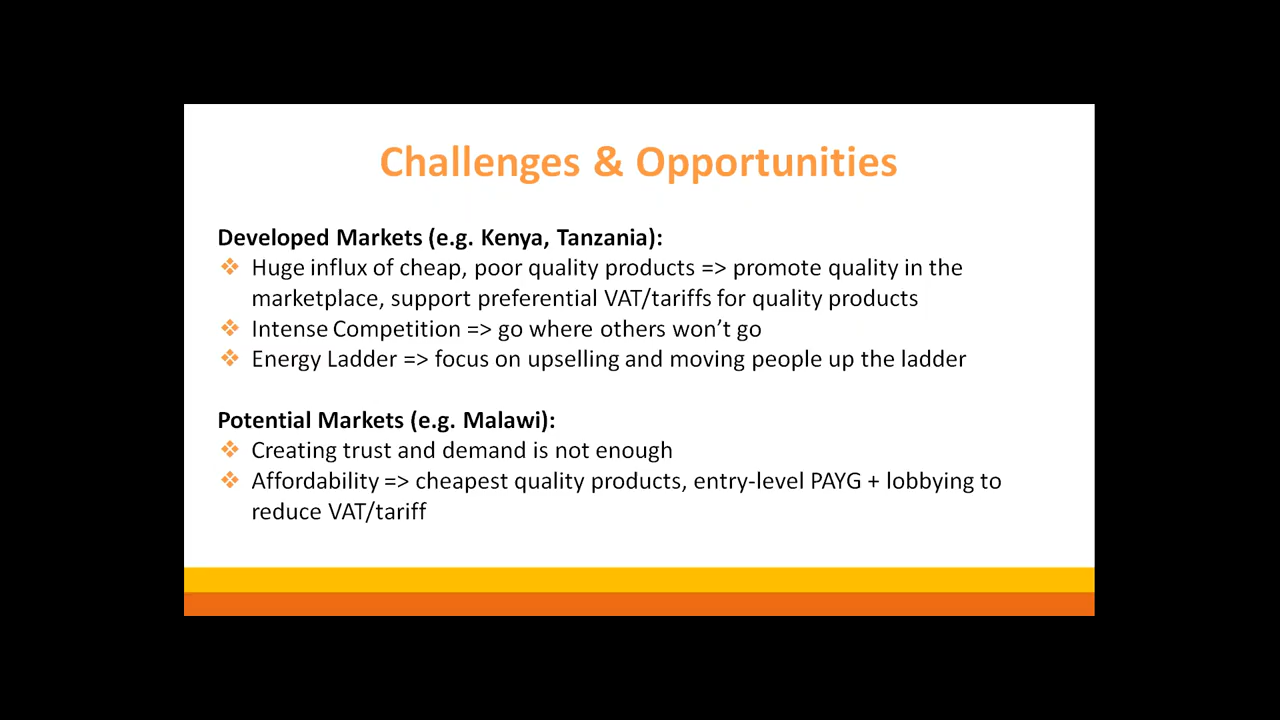 Challenges & Opportunities
Developed Markets (e.g. Kenya, Tanzania):
❖ Huge influx of cheap, poor quality products => promote quality in the
marketplace, support preferential VAT/tariffs for quality products
❖ Intense Competition => go where others won’t go
❖ Energy Ladder => focus on upselling and moving people up the ladder
Potential Markets (e.g. Malawi):
❖ Creating trust and demand is not enough
❖ Affordability => cheapest quality products, entry-level PAYG + lobbying to
reduce VAT/tariff